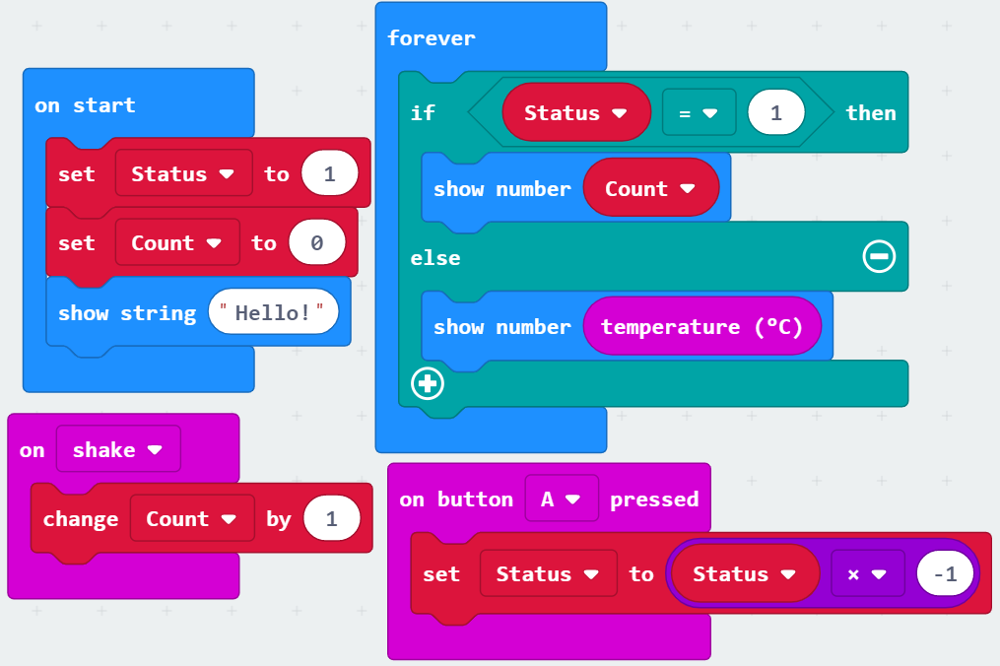 on start
set Status to 1
set Count to 0
show string "Hello!"
on shake
change Count by 1
forever
if Status = 1 then
show number Count
else
show number temperature (°C)
on button A pressed
set Status to Status × -1